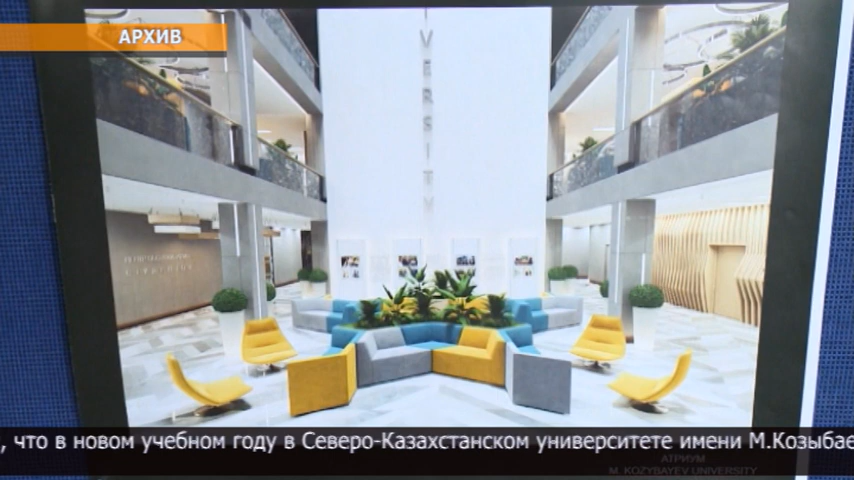 АРХИВ
VERSITY
, что в новом учебном году в Северо-Казахстанском университете имени М.Козыбае
АТРИУМ
M. KOZYBAYEV UNIVERSITY